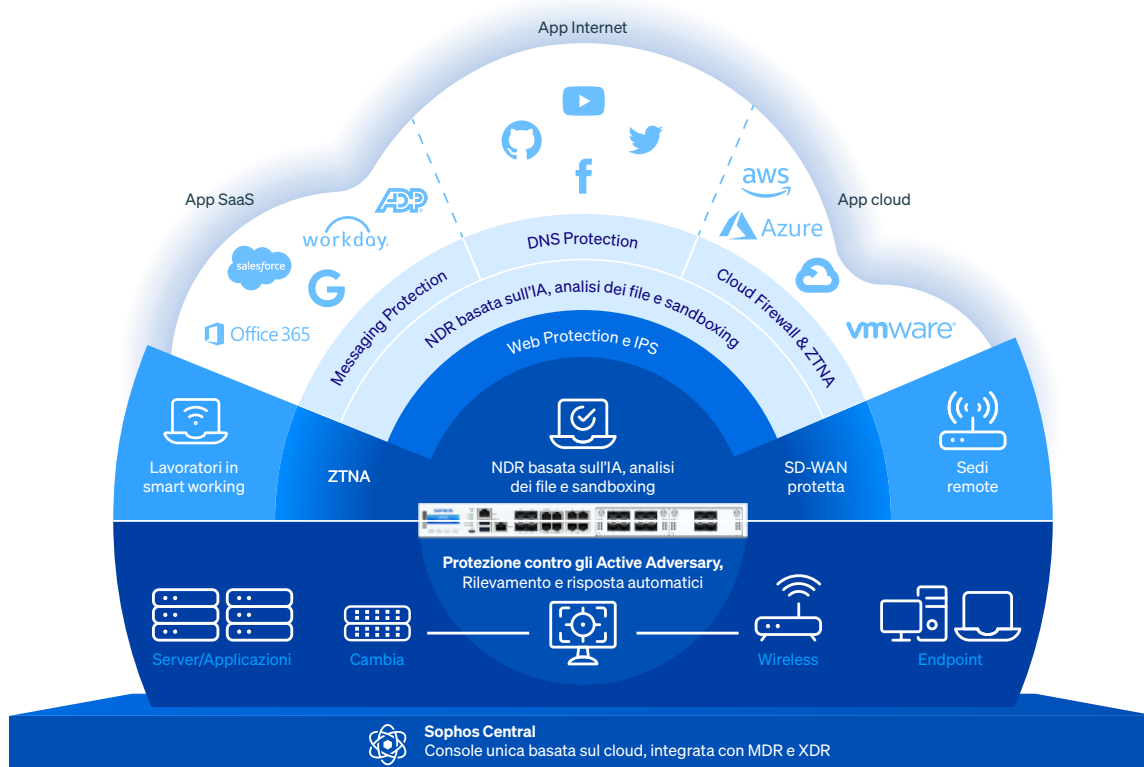 App Internet
App SaaS
App cloud
ADP
workday.
salesforce
G
Office 365
f
aws
Azure
vmware
DNS Protection
Messaging Protection
Cloud Firewall & ZTNA
NDR basata sull'IA, analisi dei file e sandboxing
Web Protection e IPS
Lavoratori in
smart working
ZTNA
NDR basata sull'IA, analisi
dei file e sandboxing
SD-WAN
protetta
Sedi
remote
SOPHOS
Protezione contro gli Active Adversary,
Rilevamento e risposta automatici
Server/Applicazioni
Cambia
Wireless
Endpoint
Sophos Central
Console unica basata sul cloud, integrata con MDR e XDR